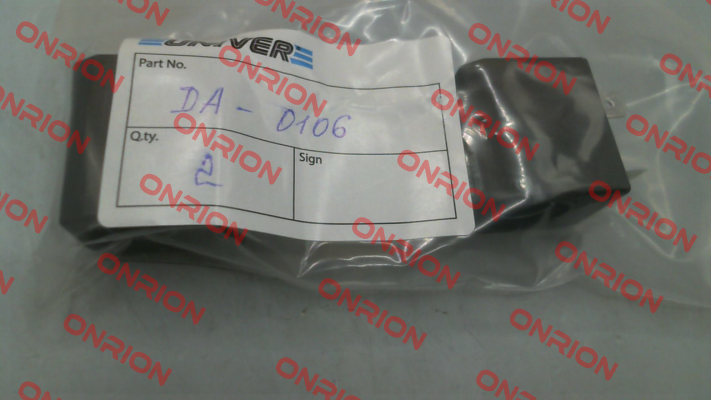 UNIVER
Part No.
DA - 0106
Q.ty.
2
Sign
ONRION